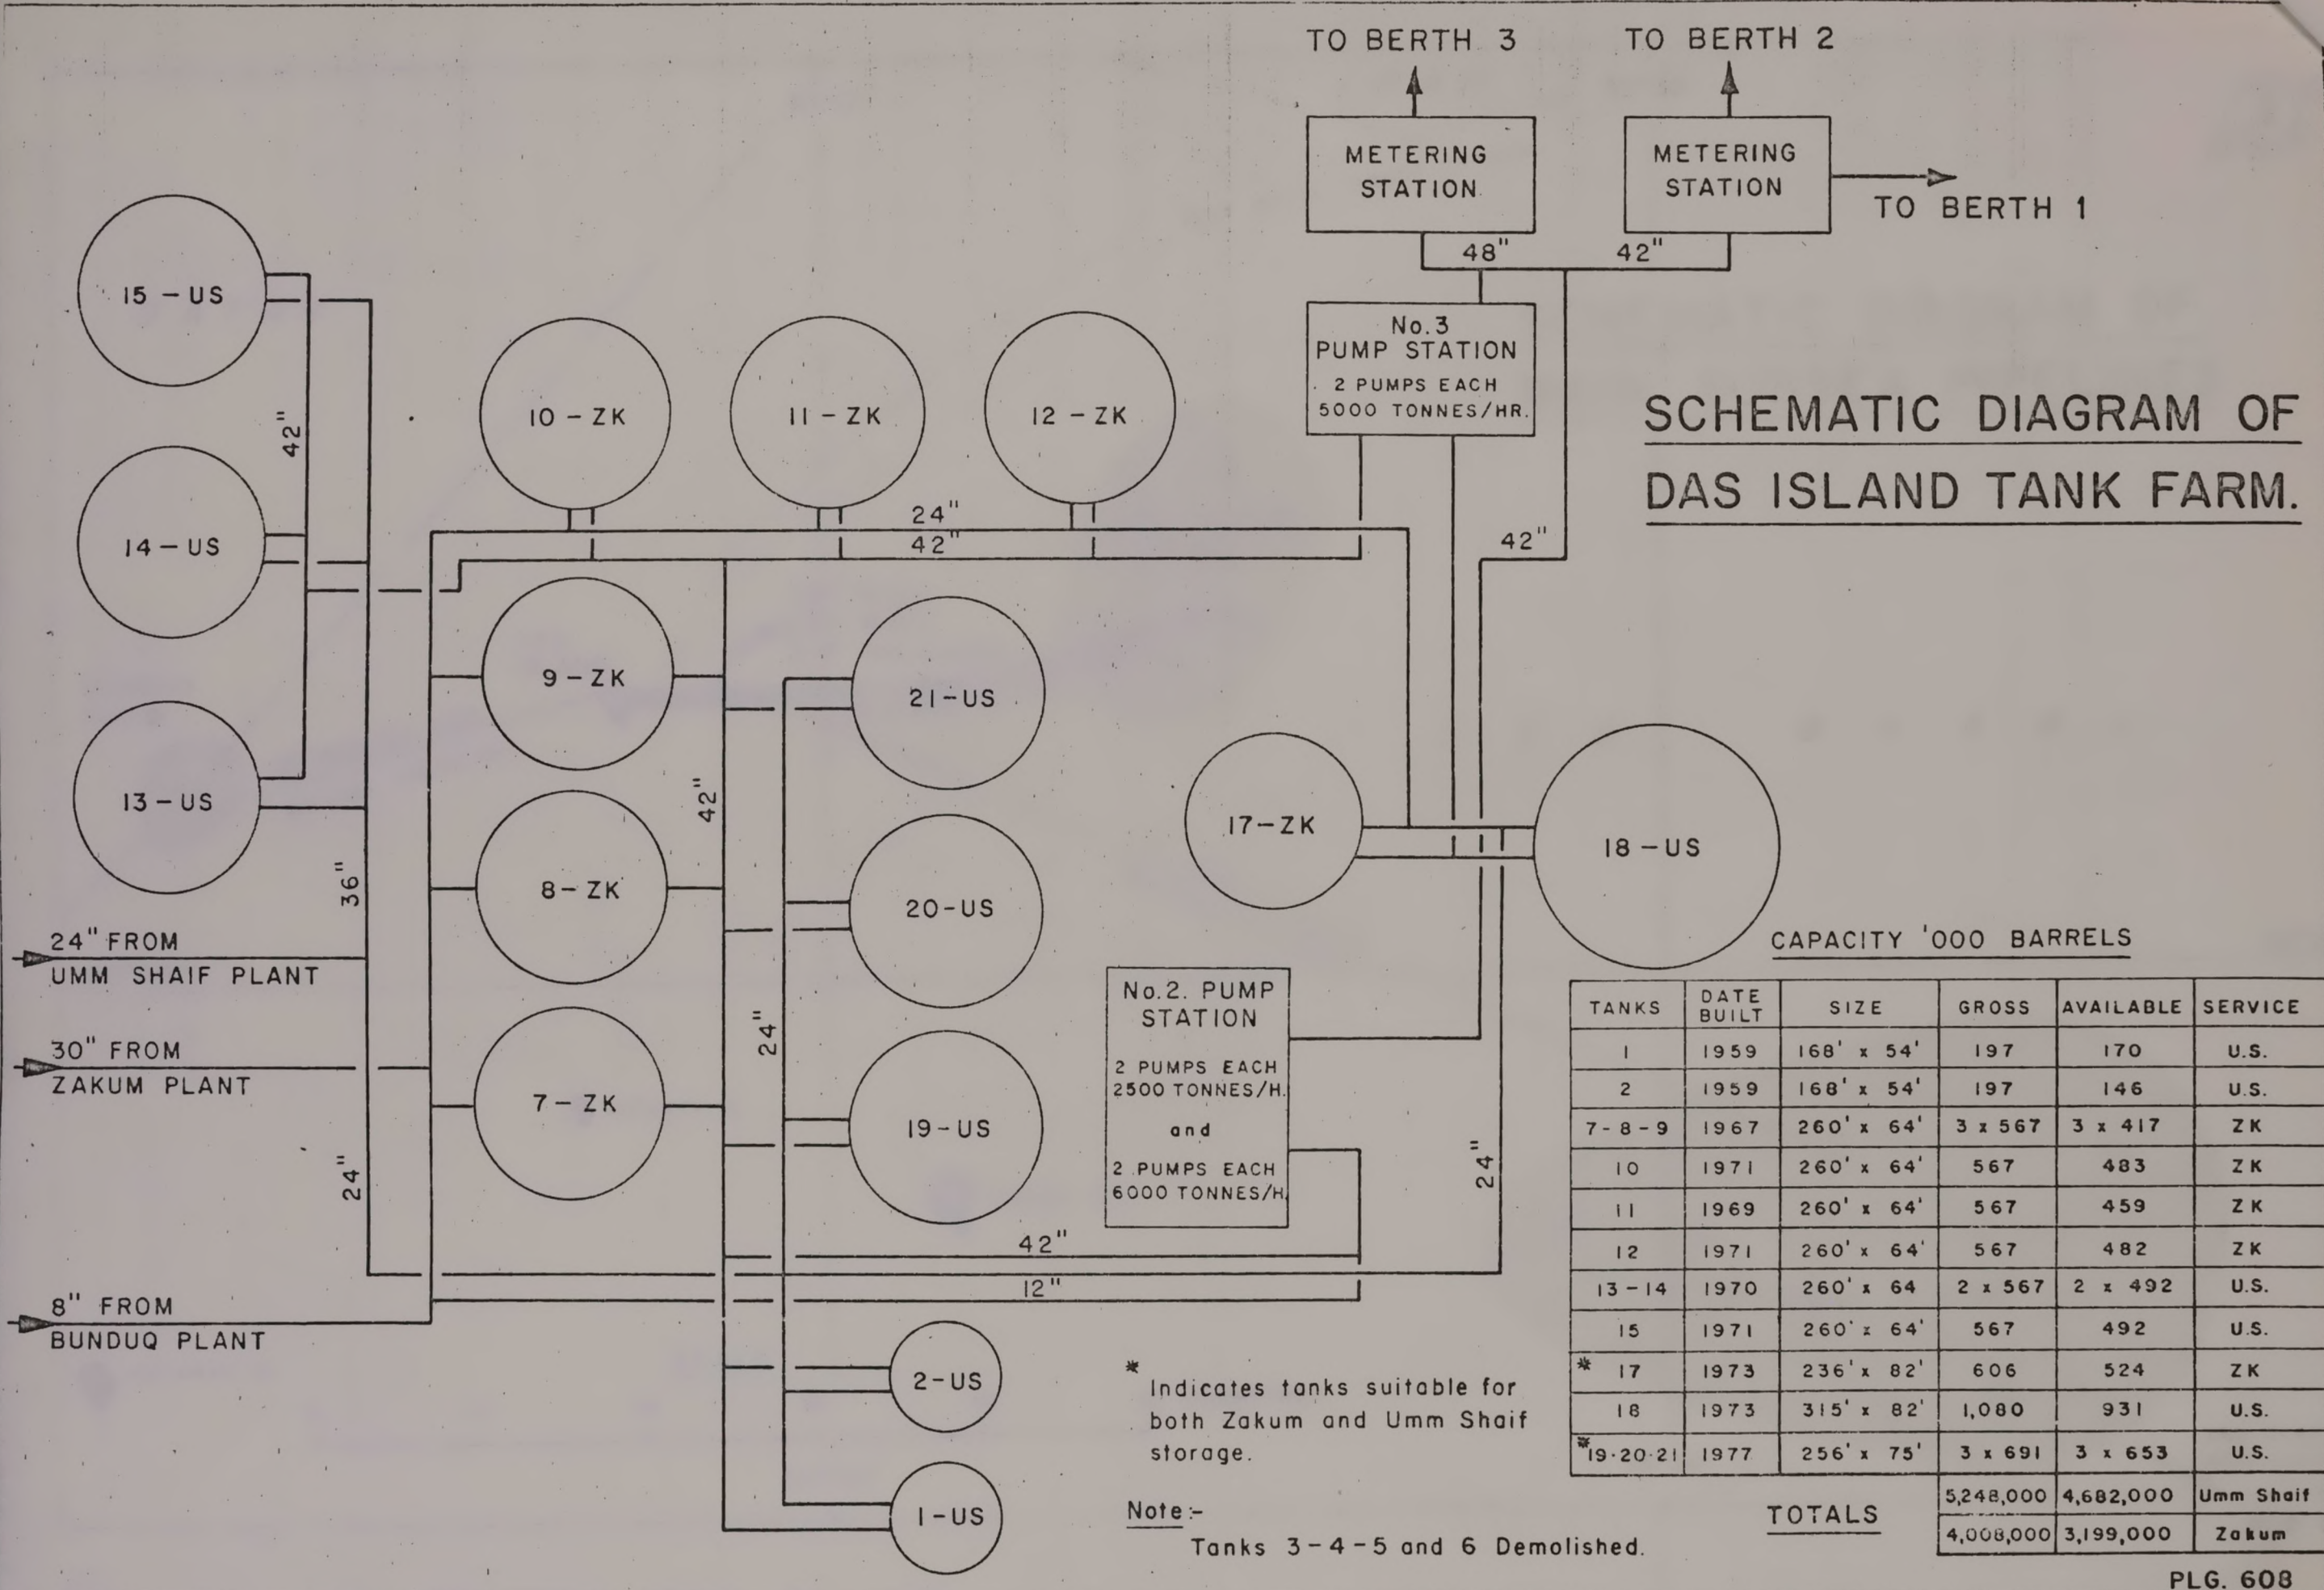 TO BERTH 3
TO BERTH 2
METERING
STATION
METERING
STATION
TO BERTH 1
48"
42"
No.3
PUMP STATION
2 PUMPS EACH
5000 TONNES/HR.
SCHEMATIC DIAGRAM OF
DAS ISLAND TANK FARM.
15 - US
42"
14 - US
13 - US
10 - ZK
11 - ZK
12 - ZK
24"
42"
42"
9 - ZK
21 - US
42"
8 - ZK
20 - US
17 - ZK
18 - US
36"
24" FROM
UMM SHAIF PLANT
30" FROM
ZAKUM PLANT
7 - ZK
24"
19 - US
No.2. PUMP
STATION
2 PUMPS EACH
2500 TONNES/H.
and
2 PUMPS EACH
6000 TONNES/H.
24"
24"
42"
12"
8" FROM
BUNDUQ PLANT
2 - US
1 - US
* Indicates tanks suitable for
both Zakum and Umm Shaif
storage.
Note :-
Tanks 3 - 4 - 5 and 6 Demolished.
CAPACITY '000 BARRELS
TANKS DATE BUILT SIZE GROSS AVAILABLE SERVICE
1 1959 168' x 54' 197 170 U.S.
2 1959 168' x 54' 197 146 U.S.
7 - 8 - 9 1967 260' x 64' 3 x 567 3 x 417 ZK
10 1971 260' x 64' 567 483 ZK
11 1969 260' x 64' 567 459 ZK
12 1971 260' x 64' 567 482 ZK
13 - 14 1970 260' x 64 2 x 567 2 x 492 U.S.
15 1971 260' x 64' 567 492 U.S.
* 17 1973 236' x 82' 606 524 ZK
18 1973 315' x 82' 1,080 931 U.S.
* 19·20·21 1977 256' x 75' 3 x 691 3 x 653 U.S.
TOTALS
5,248,000 4,682,000 Umm Shaif
4,008,000 3,199,000 Zakum
PLG. 608